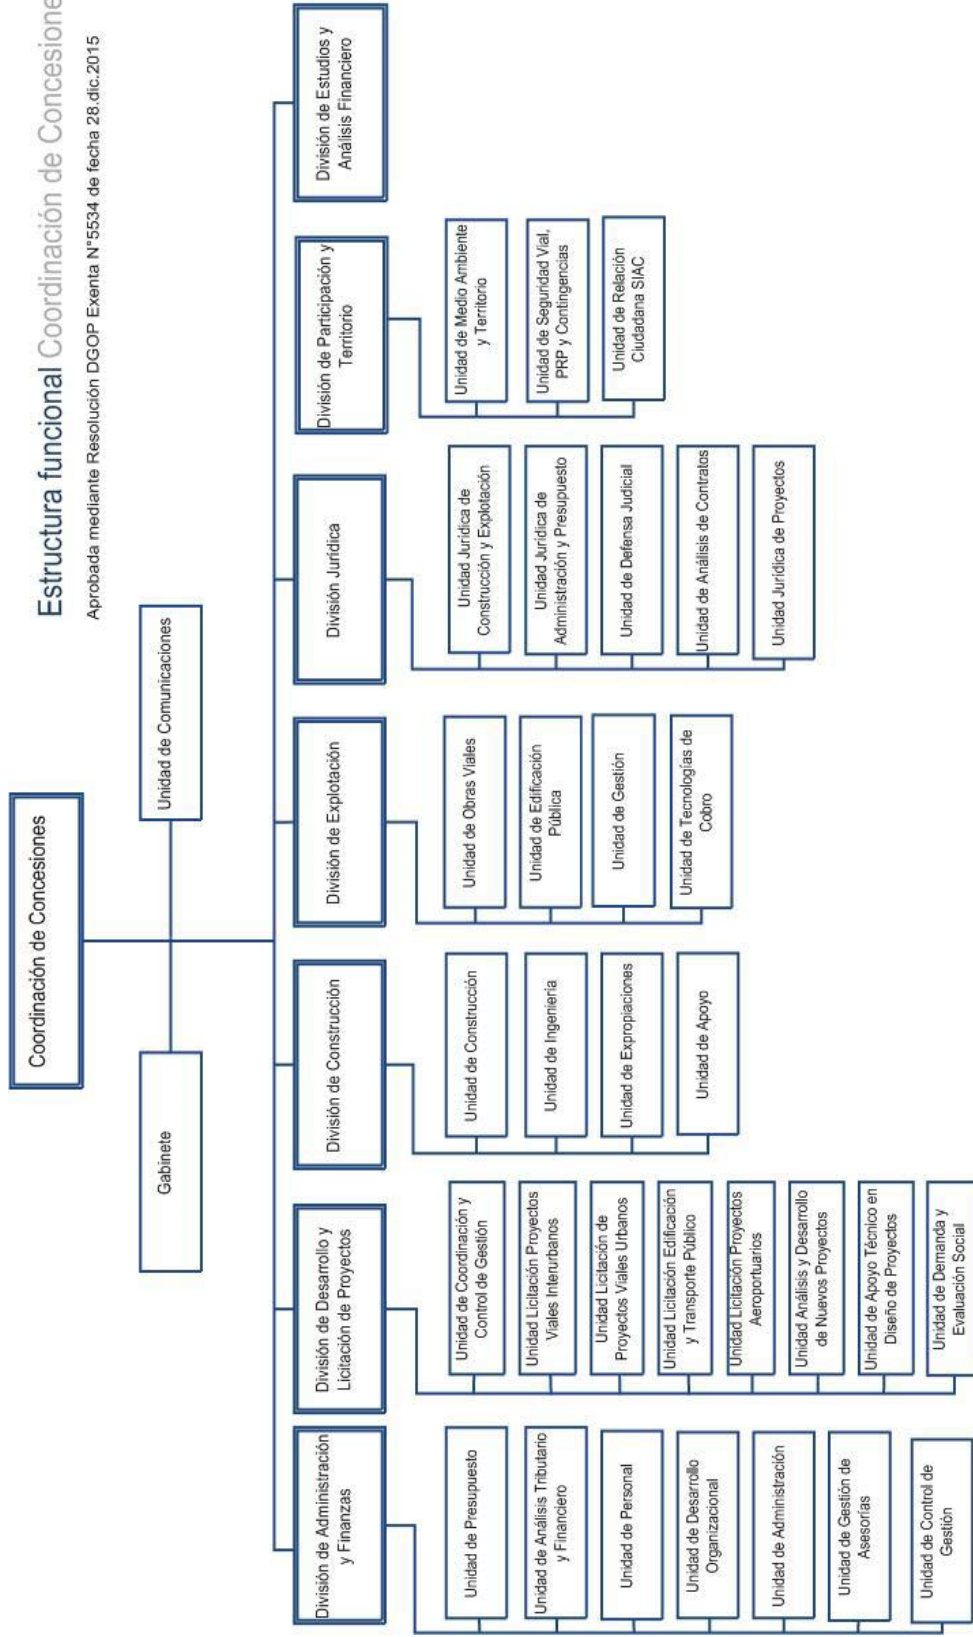 Estructura funcional Coordinación de Concesione
Aprobada mediante Resolución DGOP Exenta N°5534 de fecha 28.dic.2015
Coordinación de Concesiones
Gabinete
Unidad de Comunicaciones
División de Administración
y Finanzas
Unidad de Presupuesto
Unidad de Análisis Tributario
y Financiero
Unidad de Personal
Unidad de Desarrollo
Organizacional
Unidad de Administración
Unidad de Gestión de
Asesorías
Unidad de Control de
Gestión
División de Desarrollo y
Licitación de Proyectos
Unidad de Coordinación y
Control de Gestión
Unidad Licitación Proyectos
Viales Interurbanos
Unidad Licitación de
Proyectos Viales Urbanos
Unidad Licitación Edificación
y Transporte Público
Unidad Licitación Proyectos
Aeroportuarios
Unidad Análisis y Desarrollo
de Nuevos Proyectos
Unidad de Apoyo Técnico en
Diseño de Proyectos
Unidad de Demanda y
Evaluación Social
División de Construcción
Unidad de Construcción
Unidad de Ingeniería
Unidad de Expropiaciones
Unidad de Apoyo
División de Explotación
Unidad de Obras Viales
Unidad de Edificación
Pública
Unidad de Gestión
Unidad de Tecnologías de
Cobro
División Jurídica
Unidad Jurídica de
Construcción y Explotación
Unidad Jurídica de
Administración y Presupuesto
Unidad de Defensa Judicial
Unidad de Análisis de Contratos
Unidad Jurídica de Proyectos
División de Participación y
Territorio
Unidad de Medio Ambiente
y Territorio
Unidad de Seguridad Vial,
PRP y Contingencias
Unidad de Relación
Ciudadana SIAC
División de Estudios y
Análisis Financiero